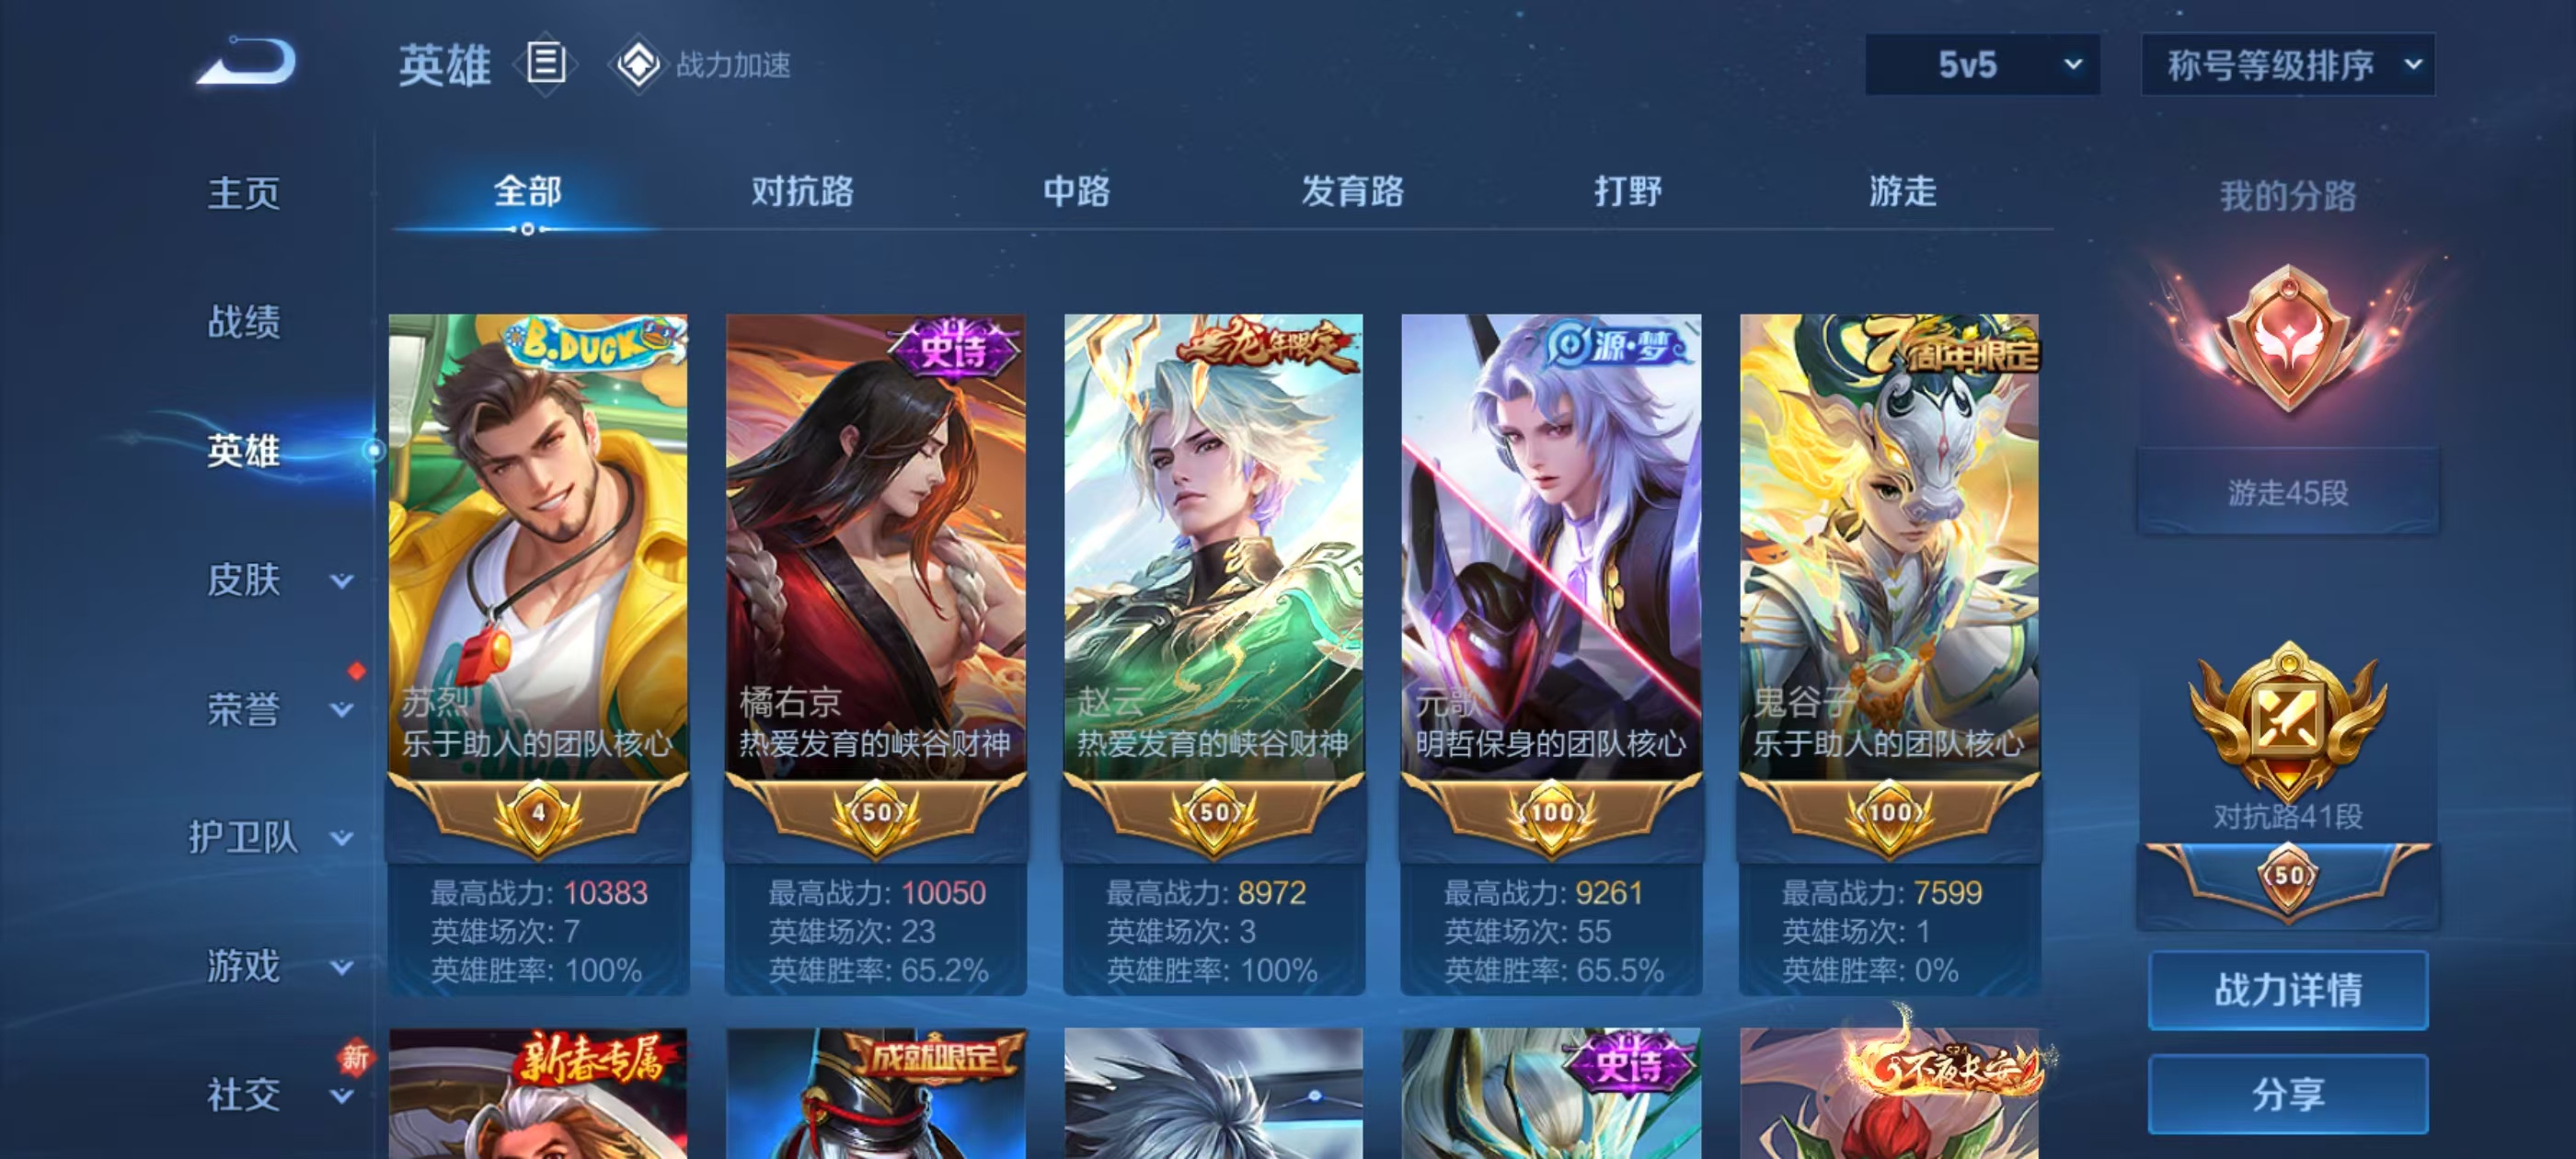 英雄
战力加速
5v5
称号等级排序
主页
战绩
英雄
皮肤
荣誉
护卫队
游戏
新
社交
全部
对抗路
中路
发育路
打野
游走
B.DUCK
苏烈
乐于助人的团队核心
4
最高战力: 10383
英雄场次: 7
英雄胜率: 100%
史诗
橘右京
热爱发育的峡谷财神
50
最高战力: 10050
英雄场次: 23
英雄胜率: 65.2%
龙年限定
赵云
热爱发育的峡谷财神
50
最高战力: 8972
英雄场次: 3
英雄胜率: 100%
源·梦
元歌
明哲保身的团队核心
100
最高战力: 9261
英雄场次: 55
英雄胜率: 65.5%
7周年限定
鬼谷子
乐于助人的团队核心
100
最高战力: 7599
英雄场次: 1
英雄胜率: 0%
新春专属
成就限定
史诗
不夜长安
我的分路
游走45段
对抗路41段
50
战力详情
分享